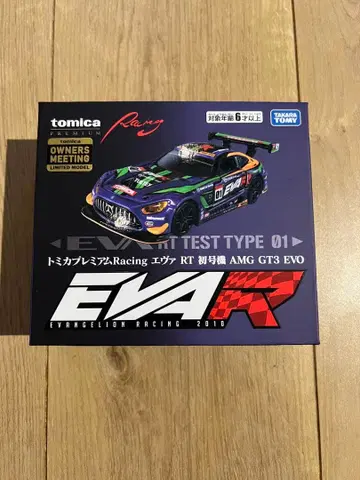 tomica
PREMIUM
Racing
対象年齢6才以上
TAKARA
TOMY
tomica
OWNERS
MEETING
LIMITED MODEL
01
EVA
EVA RT TEST TYPE 01
トミカプレミアムRacing エヴァ RT 初号機 AMG GT3 EVO
EVAR
EVANGELION RACING 2010